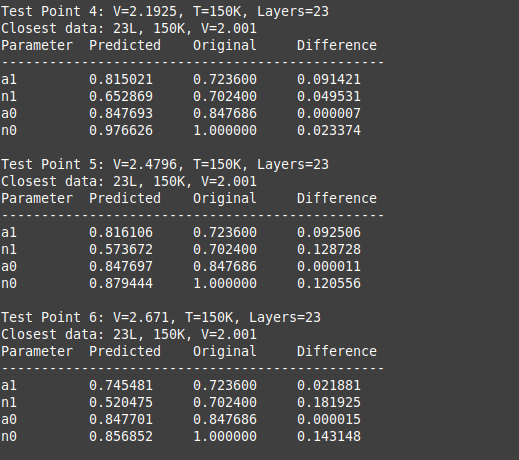 Test Point 4: V=2.1925, T=150K, Layers=23
Closest data: 23L, 150K, V=2.001
Parameter  Predicted    Original     Difference
------------------------------------------------
a1         0.815021     0.723600     0.091421
n1         0.652869     0.702400     0.049531
a0         0.847693     0.847686     0.000007
n0         0.976626     1.000000     0.023374

Test Point 5: V=2.4796, T=150K, Layers=23
Closest data: 23L, 150K, V=2.001
Parameter  Predicted    Original     Difference
------------------------------------------------
a1         0.816106     0.723600     0.092506
n1         0.573672     0.702400     0.128728
a0         0.847697     0.847686     0.000011
n0         0.879444     1.000000     0.120556

Test Point 6: V=2.671, T=150K, Layers=23
Closest data: 23L, 150K, V=2.001
Parameter  Predicted    Original     Difference
------------------------------------------------
a1         0.745481     0.723600     0.021881
n1         0.520475     0.702400     0.181925
a0         0.847701     0.847686     0.000015
n0         0.856852     1.000000     0.143148